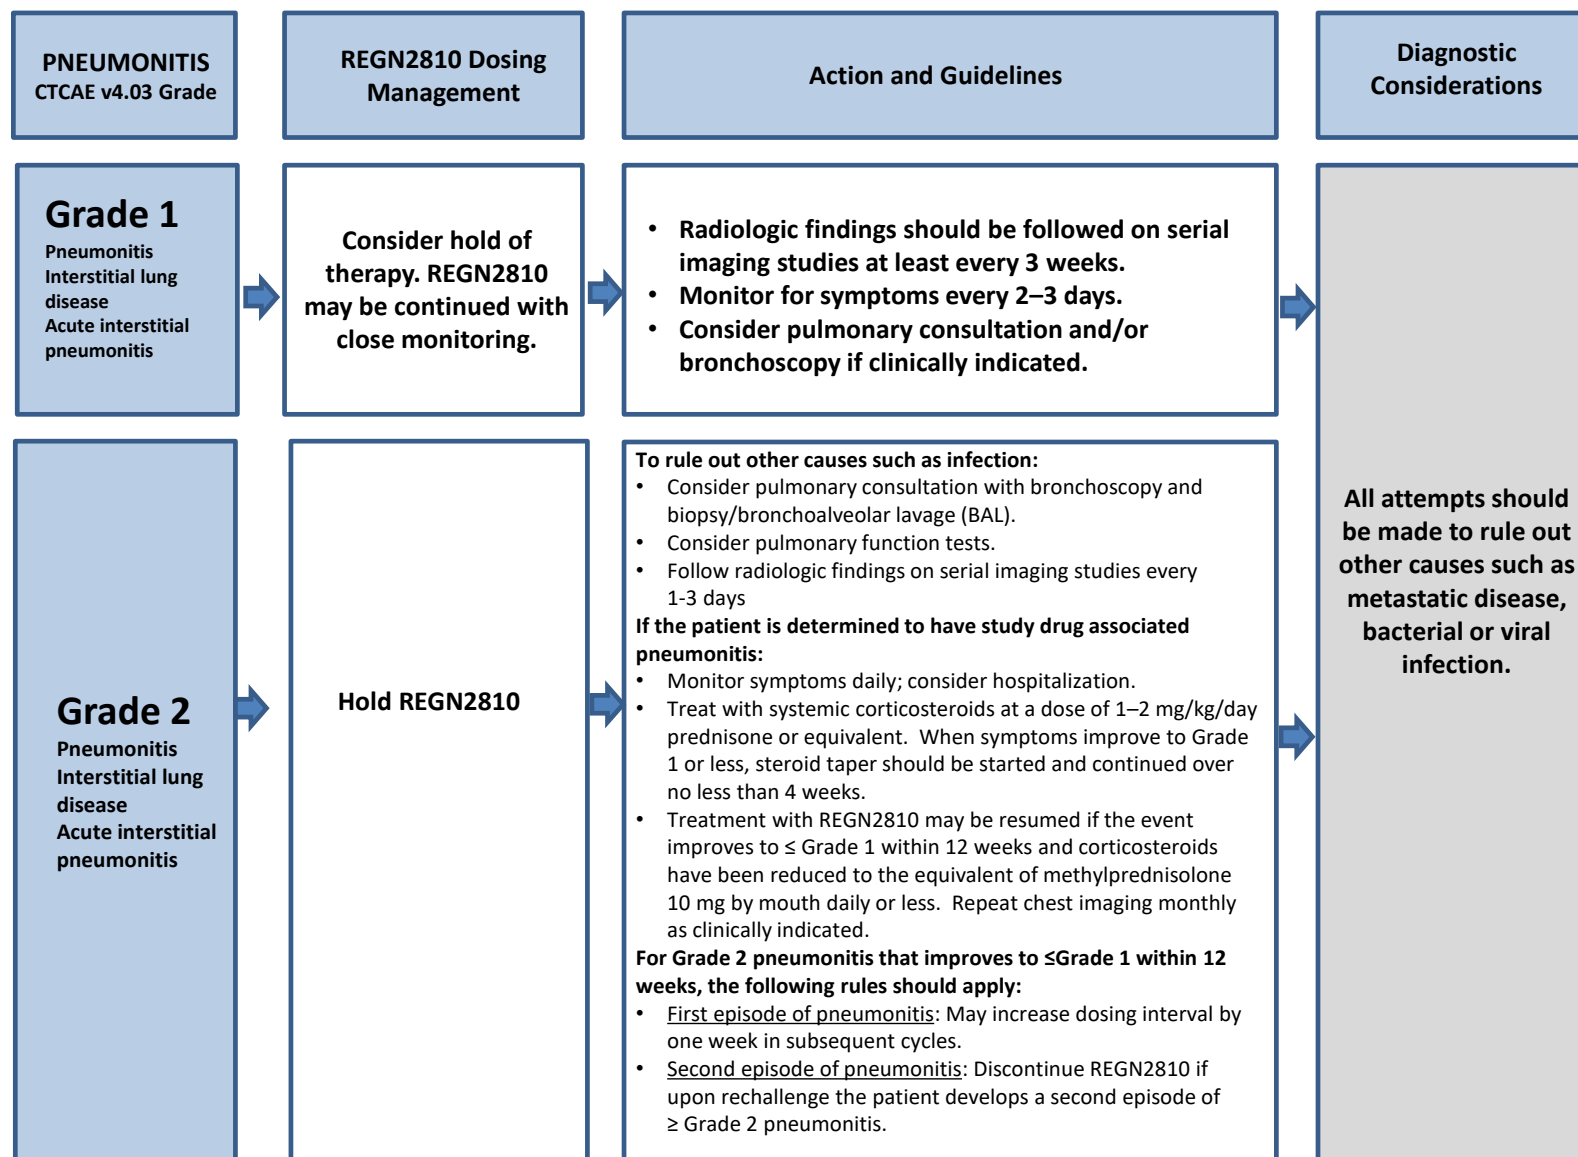 PNEUMONITIS
CTCAE v4.03 Grade
REGN2810 Dosing
Management
Action and Guidelines
Diagnostic
Considerations
Grade 1
Pneumonitis
Interstitial lung
disease
Acute interstitial
pneumonitis
Consider hold of
therapy. REGN2810
may be continued with
close monitoring.
• Radiologic findings should be followed on serial
imaging studies at least every 3 weeks.
• Monitor for symptoms every 2–3 days.
• Consider pulmonary consultation and/or
bronchoscopy if clinically indicated.
Grade 2
Pneumonitis
Interstitial lung
disease
Acute interstitial
pneumonitis
Hold REGN2810
To rule out other causes such as infection:
• Consider pulmonary consultation with bronchoscopy and
biopsy/bronchoalveolar lavage (BAL).
• Consider pulmonary function tests.
• Follow radiologic findings on serial imaging studies every
1-3 days
If the patient is determined to have study drug associated
pneumonitis:
• Monitor symptoms daily; consider hospitalization.
• Treat with systemic corticosteroids at a dose of 1–2 mg/kg/day
prednisone or equivalent.  When symptoms improve to Grade
1 or less, steroid taper should be started and continued over
no less than 4 weeks.
• Treatment with REGN2810 may be resumed if the event
improves to ≤ Grade 1 within 12 weeks and corticosteroids
have been reduced to the equivalent of methylprednisolone
10 mg by mouth daily or less.  Repeat chest imaging monthly
as clinically indicated.
For Grade 2 pneumonitis that improves to ≤Grade 1 within 12
weeks, the following rules should apply:
• First episode of pneumonitis: May increase dosing interval by
one week in subsequent cycles.
• Second episode of pneumonitis: Discontinue REGN2810 if
upon rechallenge the patient develops a second episode of
≥ Grade 2 pneumonitis.
All attempts should
be made to rule out
other causes such as
metastatic disease,
bacterial or viral
infection.